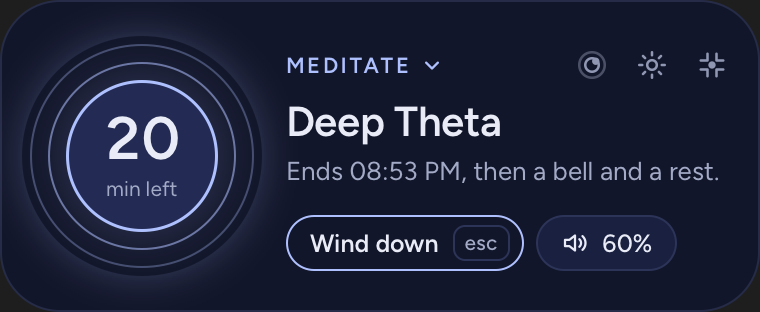 20
min left
MEDITATE
Deep Theta
Ends 08:53 PM, then a bell and a rest.
Wind down esc
60%